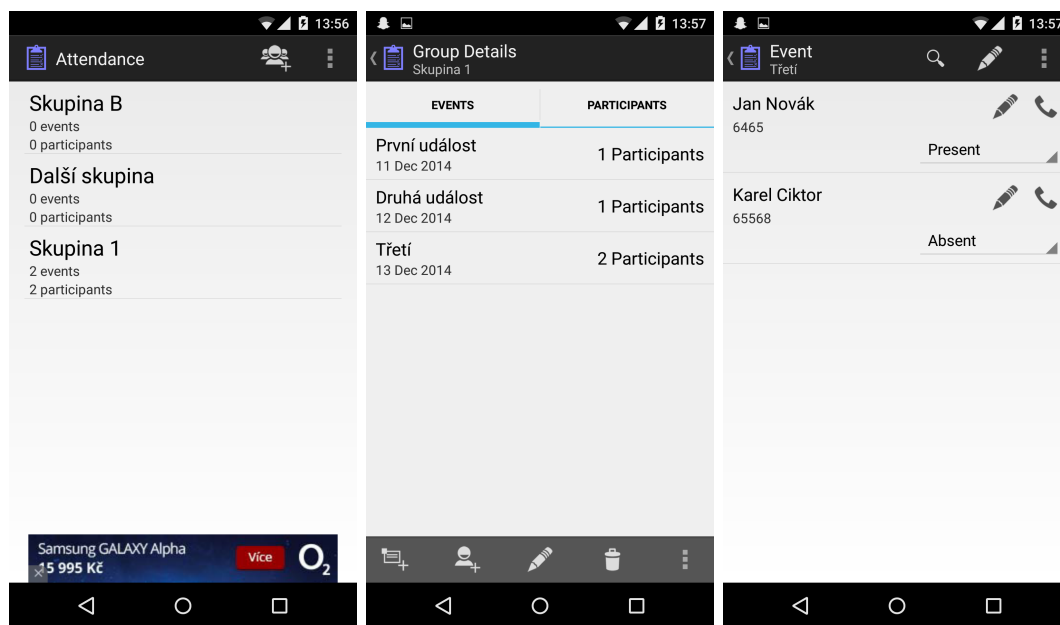 13:56
Attendance
Skupina B
0 events
0 participants
Další skupina
0 events
0 participants
Skupina 1
2 events
2 participants
Samsung GALAXY Alpha
15 995 Kč
Více
O2
13:57
Group Details
Skupina 1
EVENTS PARTICIPANTS
První událost
11 Dec 2014
1 Participants
Druhá událost
12 Dec 2014
1 Participants
Třetí
13 Dec 2014
2 Participants
13:57
Event
Třetí
Jan Novák
6465
Present
Karel Ciktor
65568
Absent